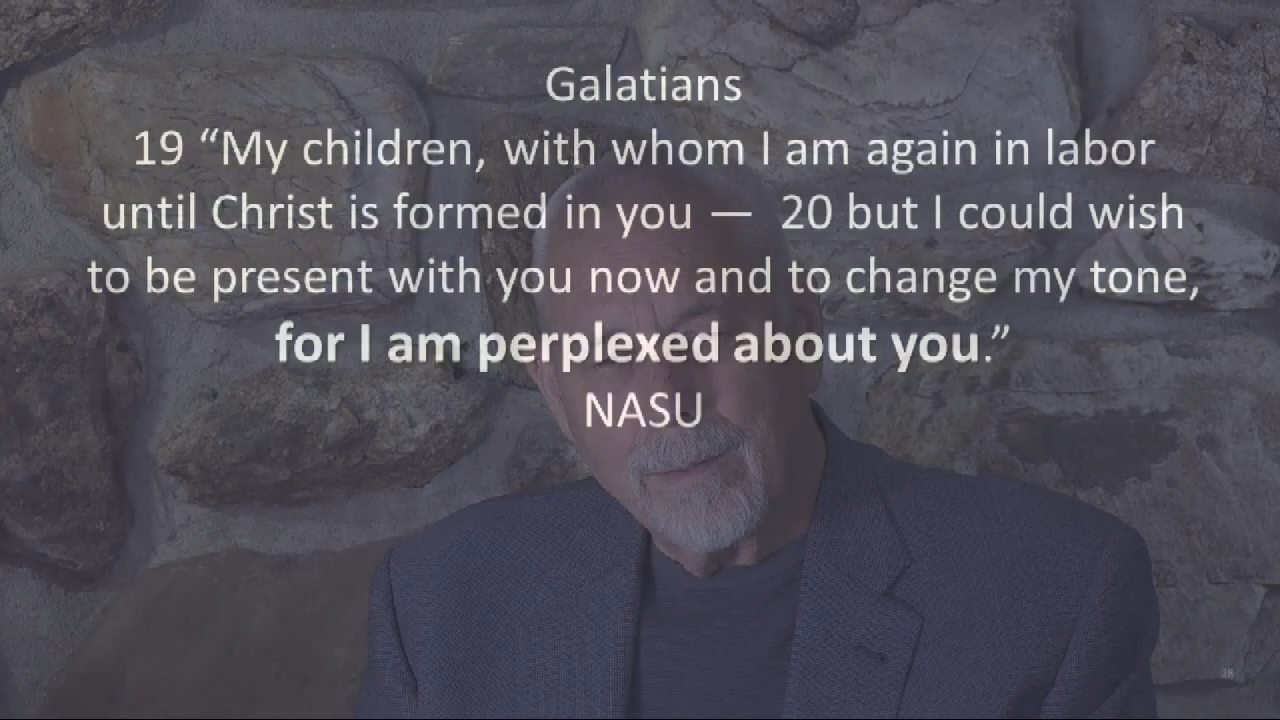 Galatians
19 “My children, with whom I am again in labor
until Christ is formed in you — 20 but I could wish
to be present with you now and to change my tone,
for I am perplexed about you.”
NASU
28